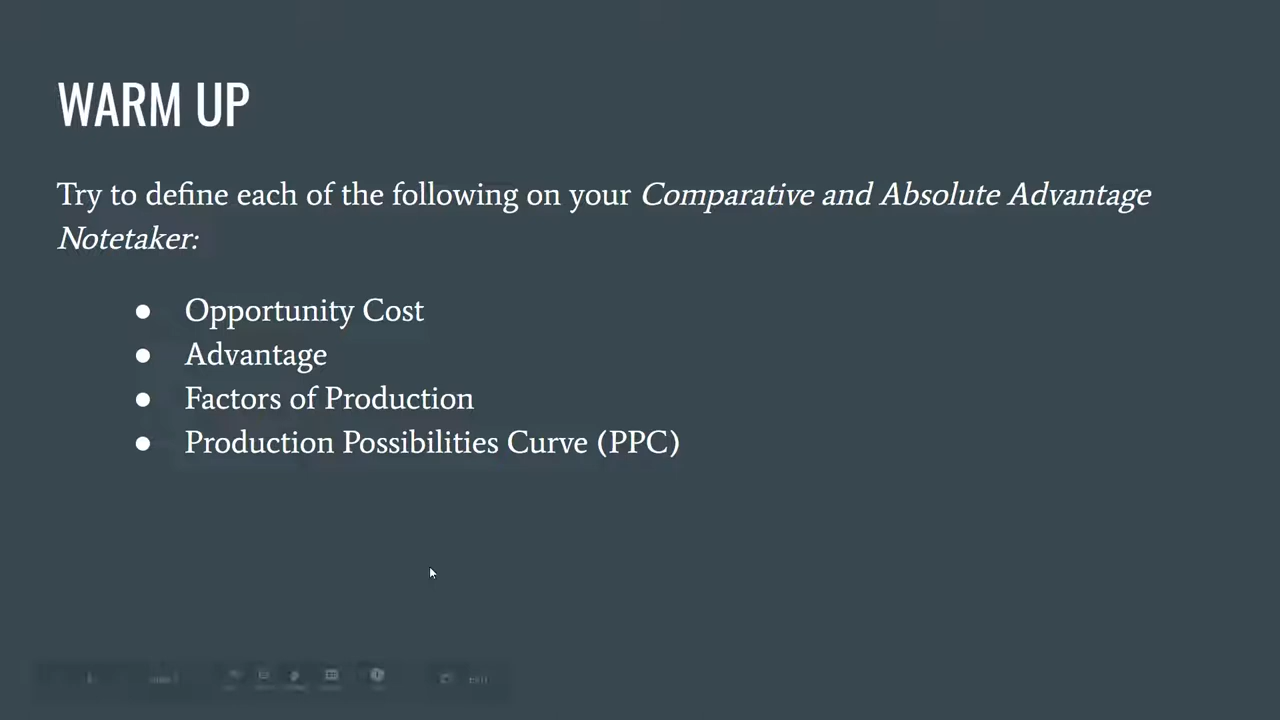 WARM UP
Try to define each of the following on your Comparative and Absolute Advantage
Notetaker:
● Opportunity Cost
● Advantage
● Factors of Production
● Production Possibilities Curve (PPC)